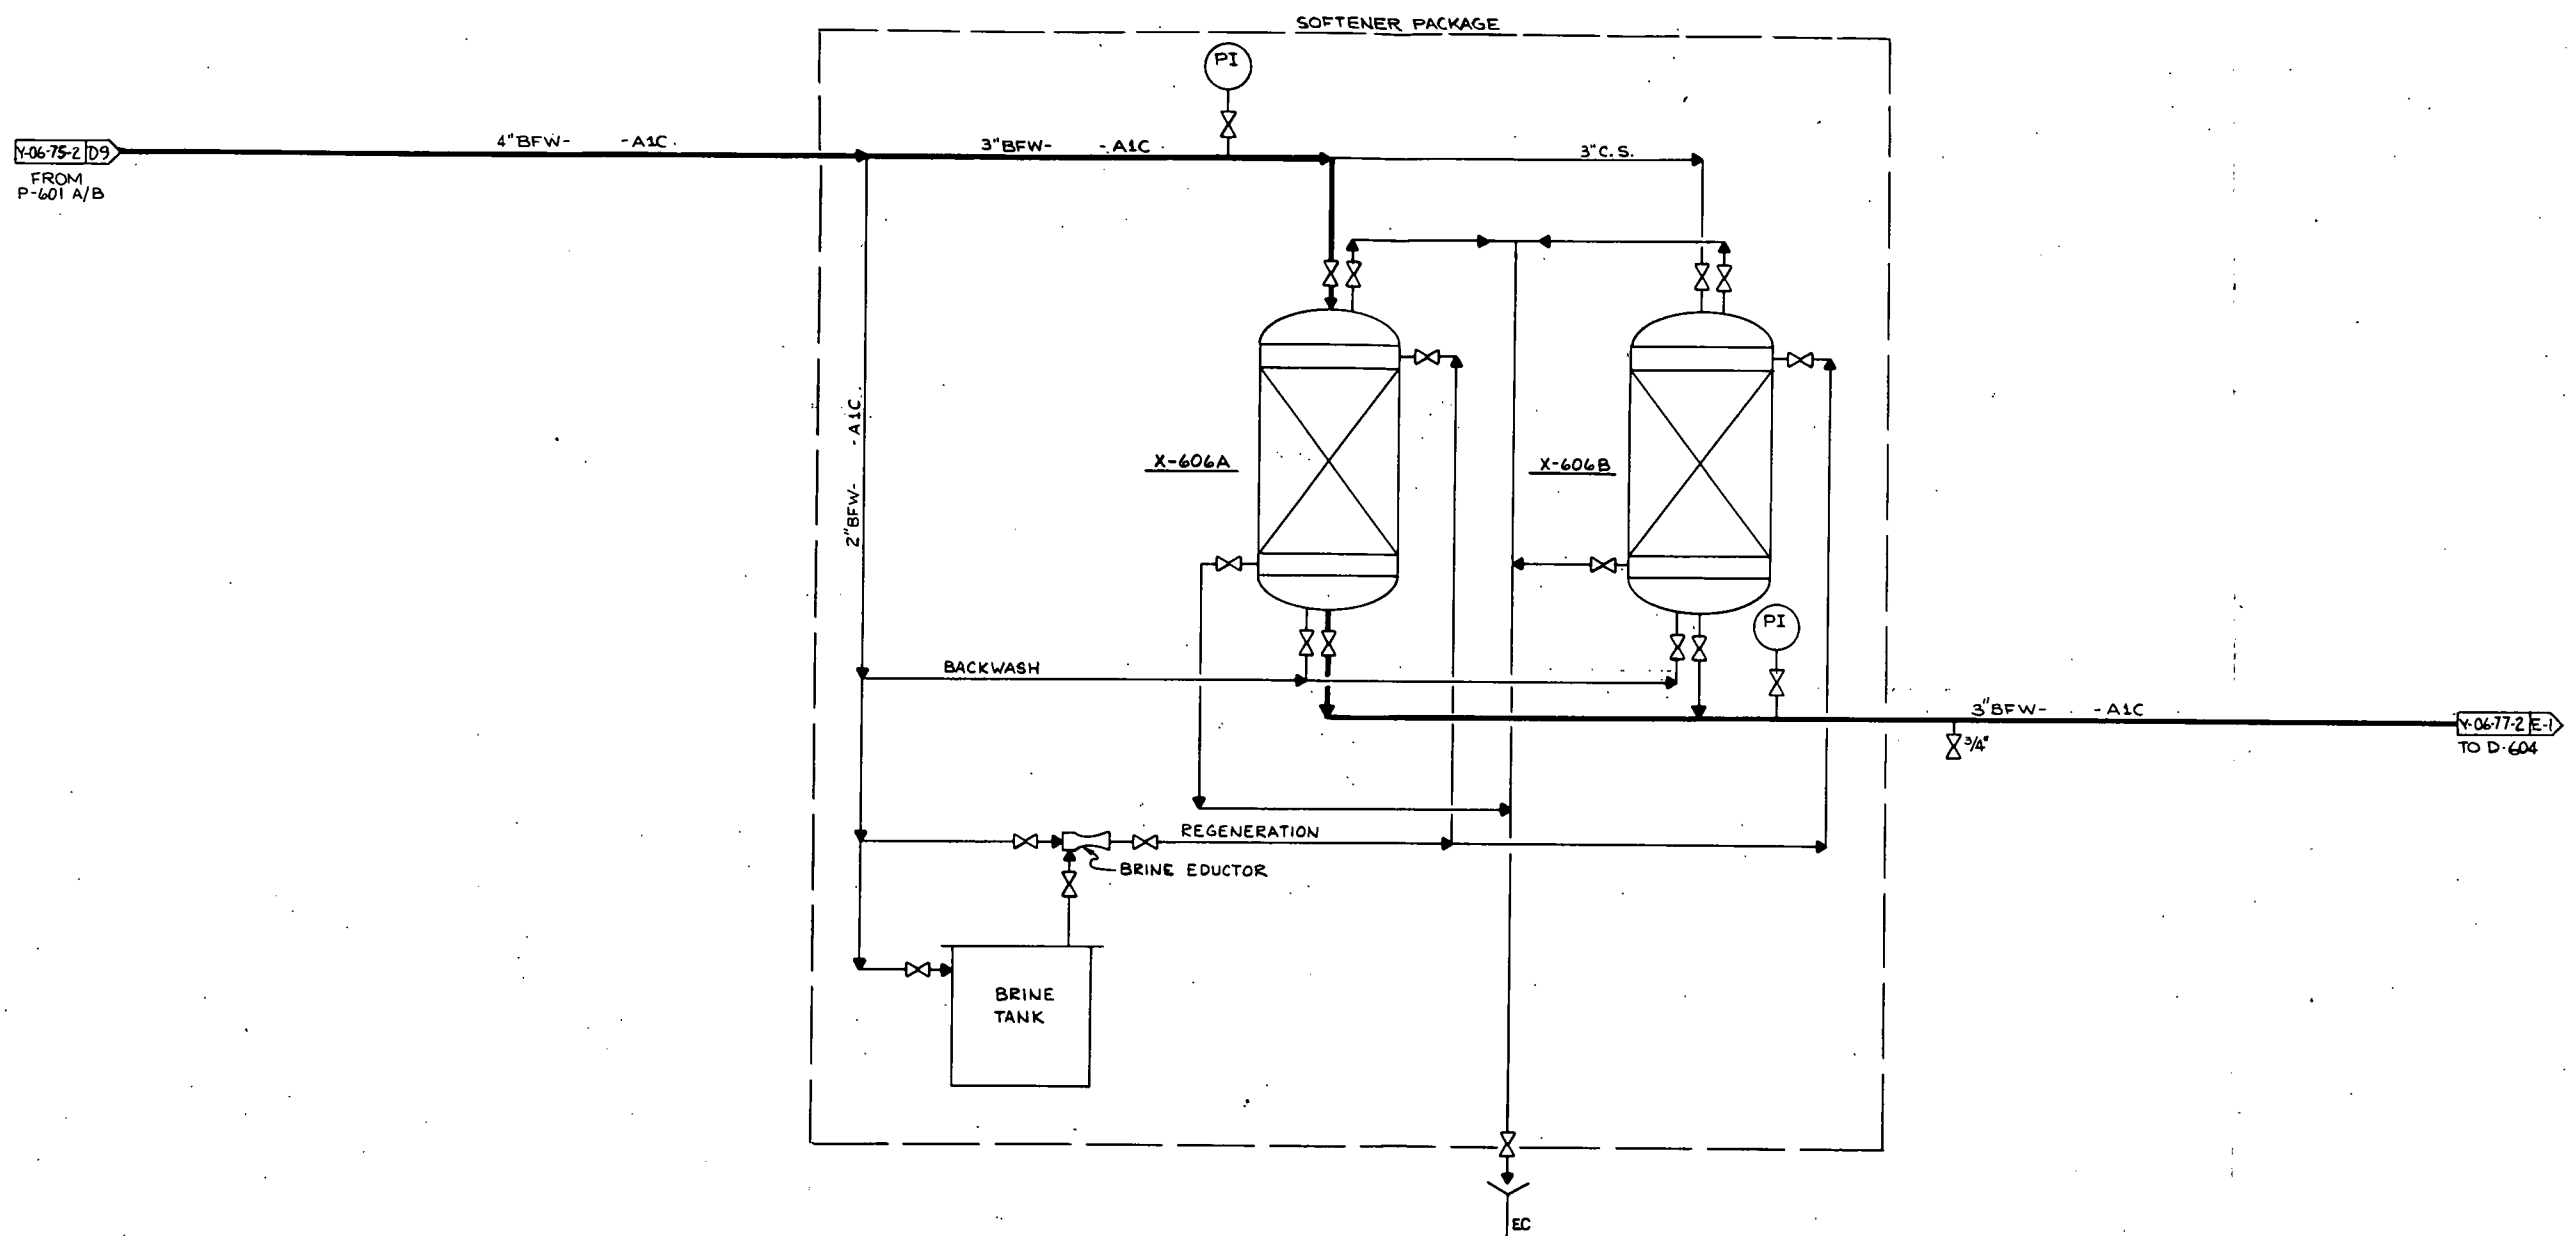 SOFTENER PACKAGE
PI
4"BFW- -A1C
3"BFW- -A1C
3"C.S.
Y-06-75-2 D9
FROM
P-601 A/B
2"BFW- -A1C
X-606A
X-606B
PI
BACKWASH
3"BFW- -A1C
3/4"
Y-06-77-2 E-1
TO D-604
REGENERATION
BRINE EDUCTOR
BRINE
TANK
EC